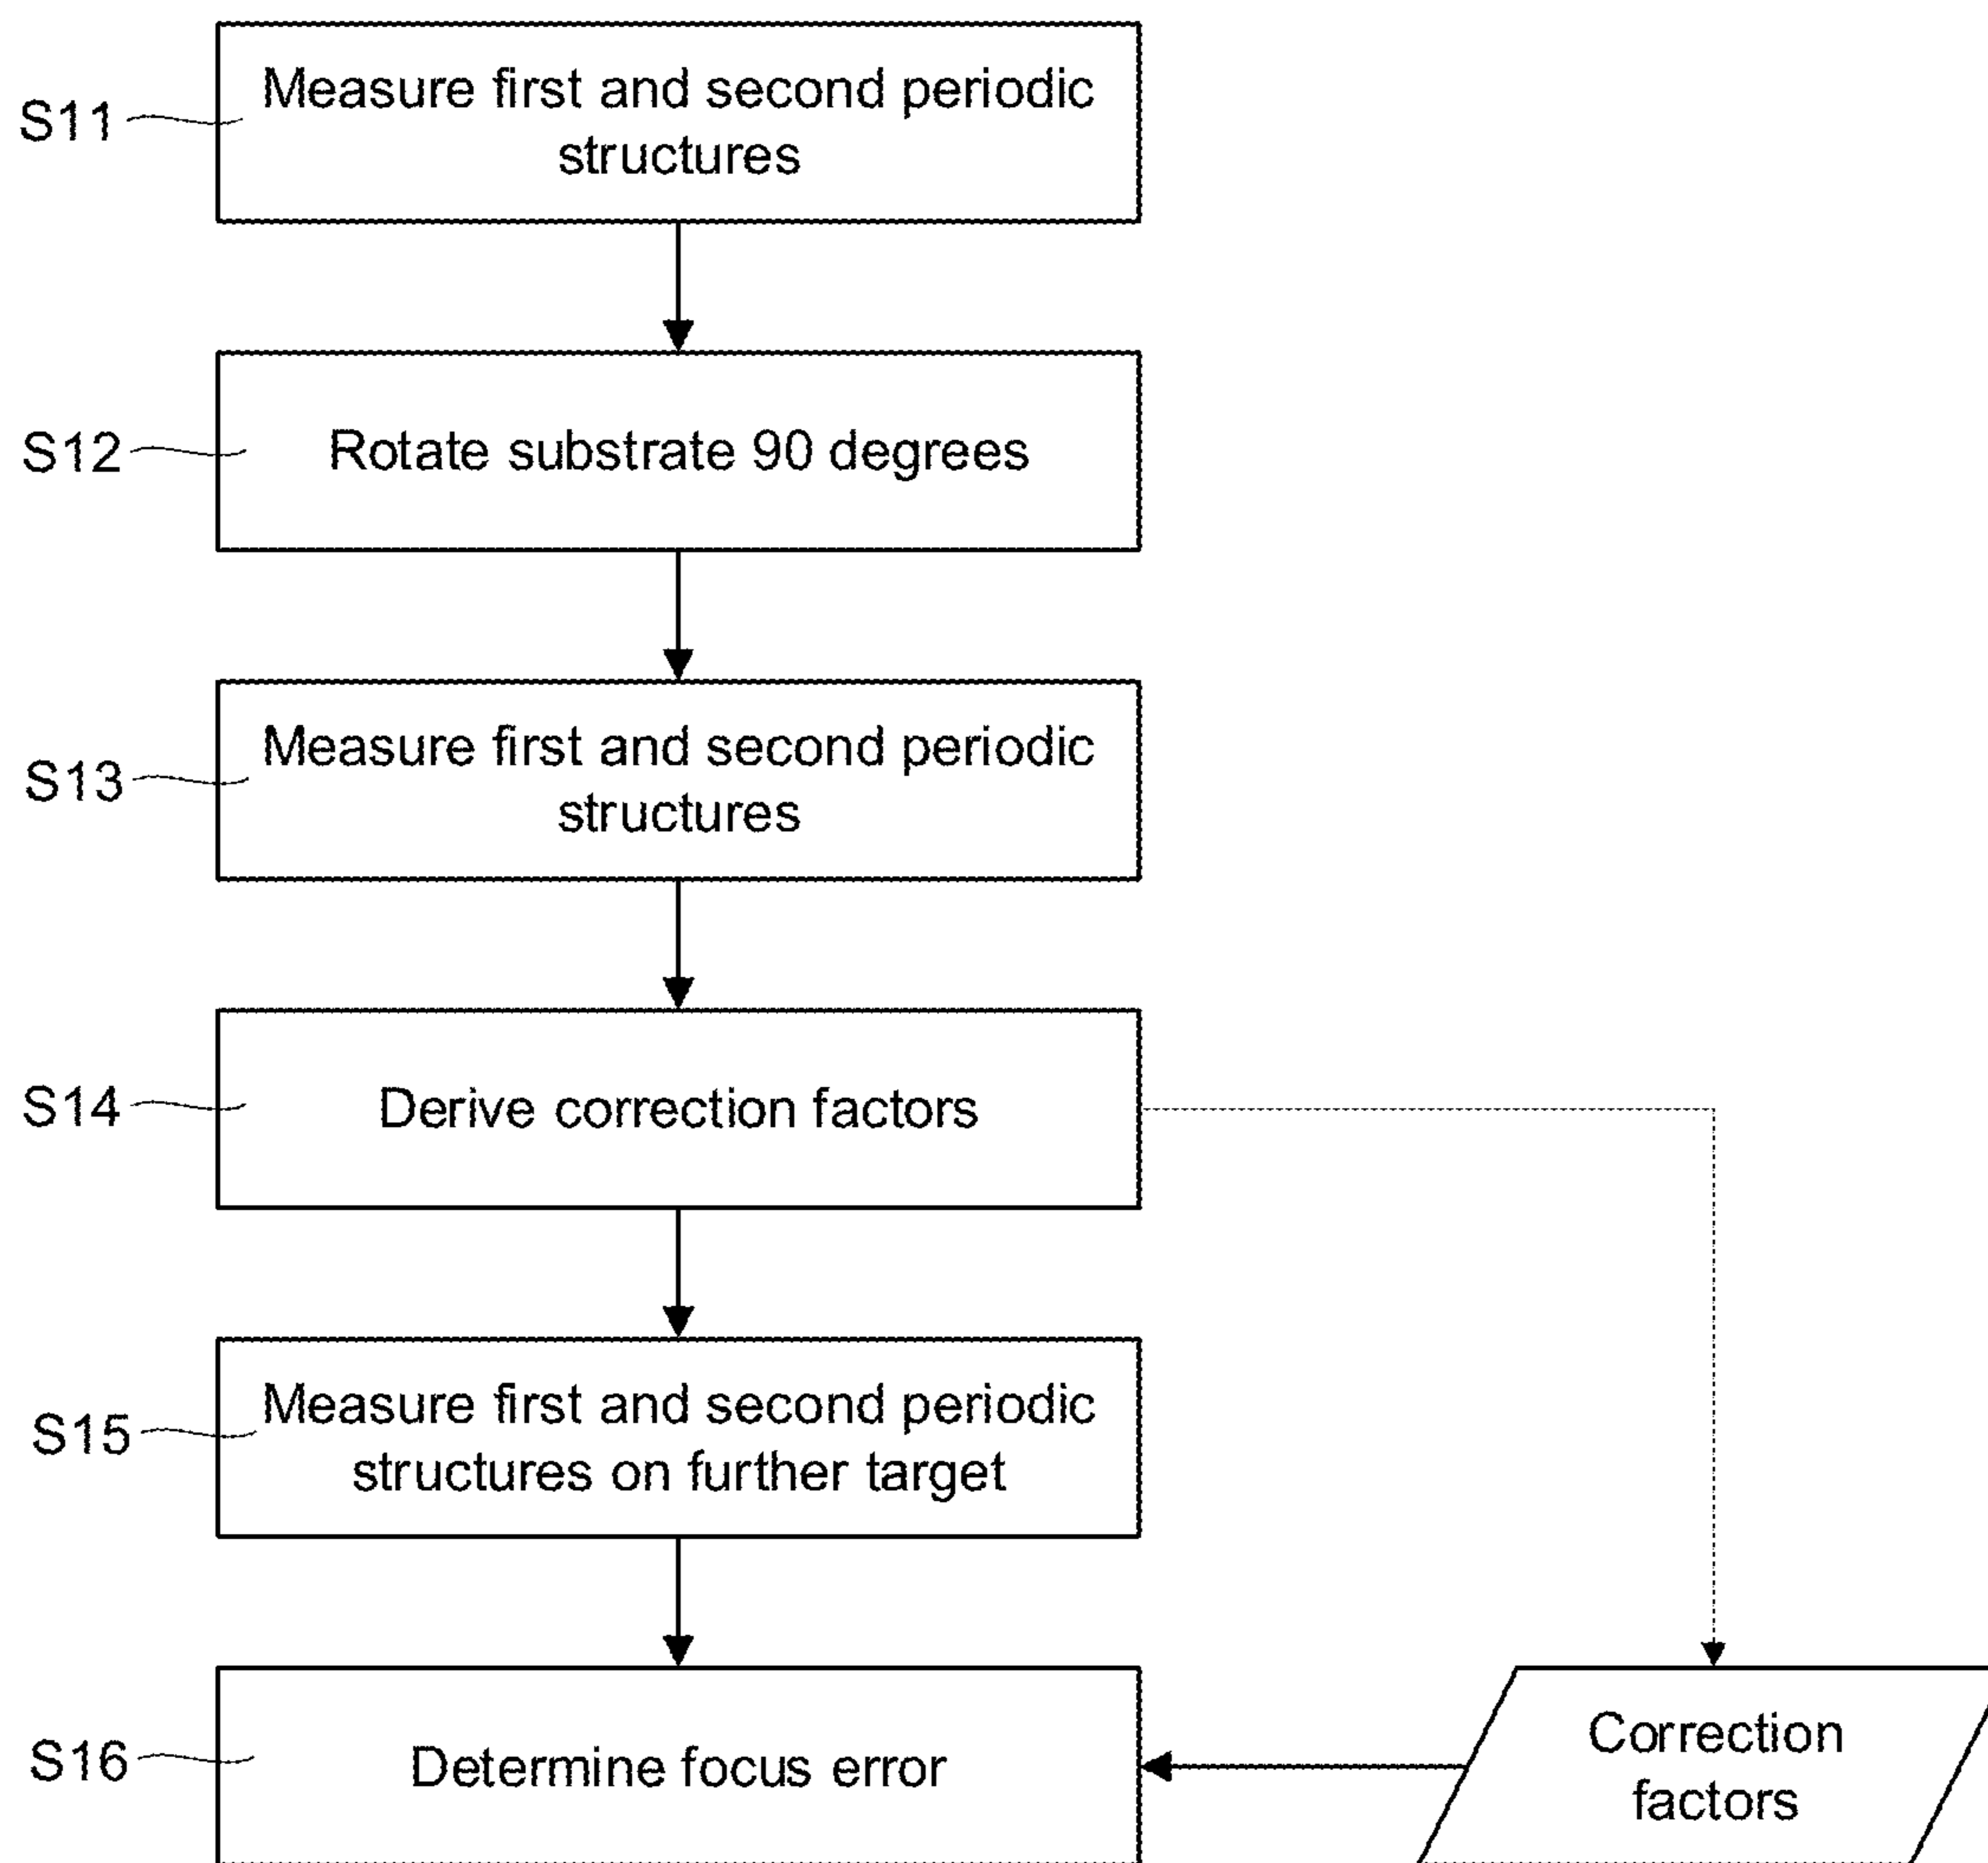 S11
Measure first and second periodic
structures
S12
Rotate substrate 90 degrees
S13
Measure first and second periodic
structures
S14
Derive correction factors
S15
Measure first and second periodic
structures on further target
S16
Determine focus error
Correction
factors